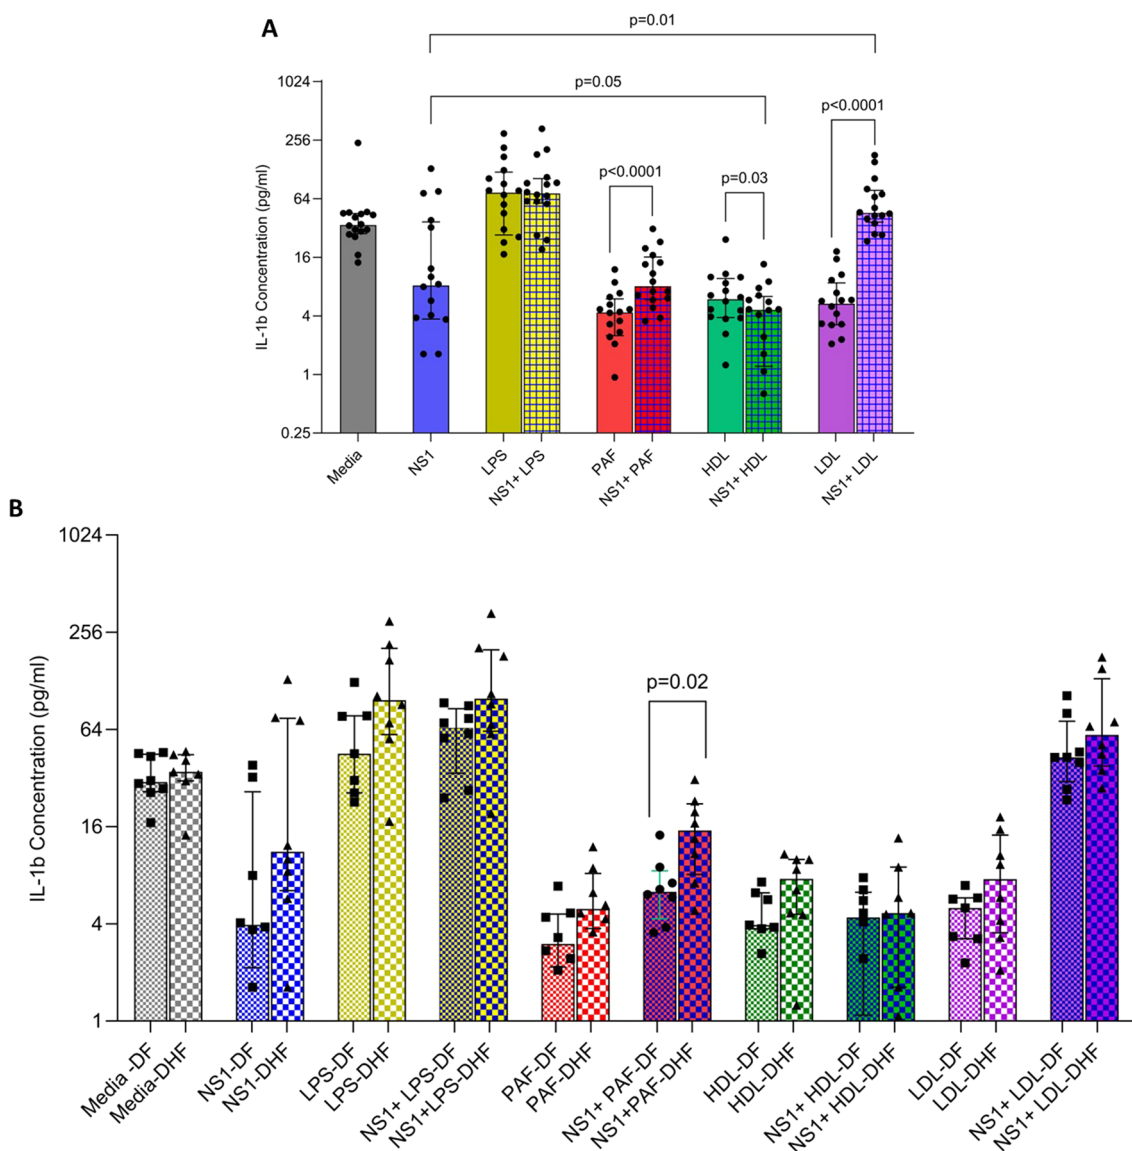 A
p=0.01
p=0.05
p<0.0001
p=0.03
p<0.0001
IL-1b Concentration (pg/ml)
1024
256
64
16
4
1
0.25
Media
NS1
LPS
NS1+ LPS
PAF
NS1+ PAF
HDL
NS1+ HDL
LDL
NS1+ LDL
B
p=0.02
IL-1b Concentration (pg/ml)
1024
256
64
16
4
1
Media -DF
Media-DHF
NS1-DF
NS1-DHF
LPS-DF
LPS-DHF
NS1+ LPS-DF
NS1+LPS-DHF
PAF-DF
PAF-DHF
NS1+ PAF-DF
NS1+PAF-DHF
HDL-DF
HDL-DHF
NS1+ HDL-DF
NS1+ HDL-DHF
LDL-DF
LDL-DHF
NS1+ LDL-DF
NS1+ LDL-DHF